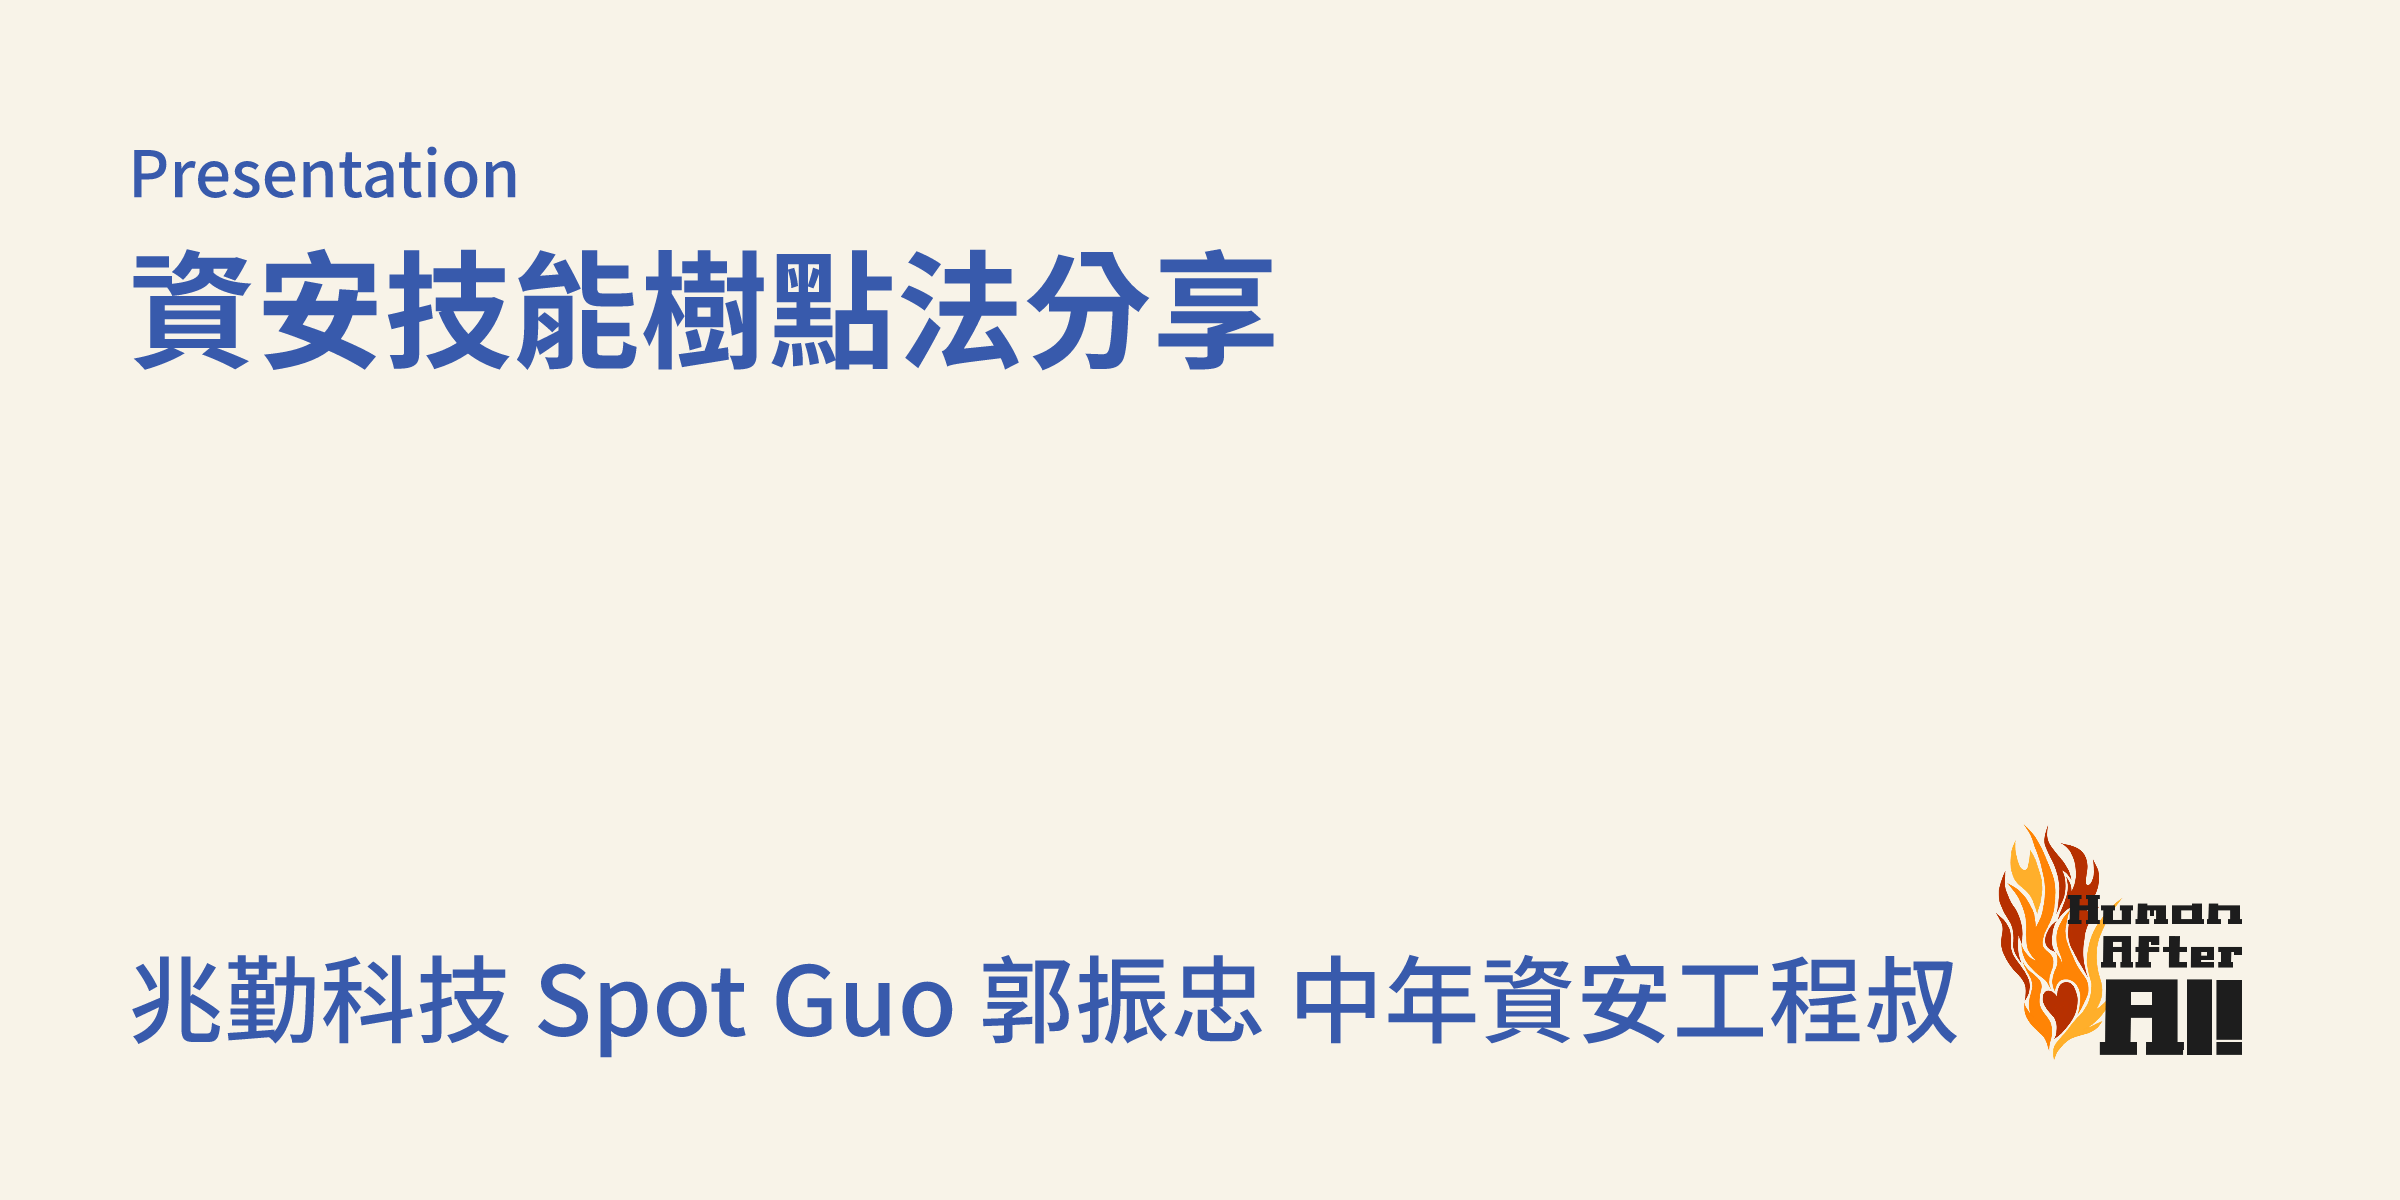 Presentation
資安技能樹點法分享
兆勤科技 Spot Guo 郭振忠 中年資安工程叔
Human
After
All!